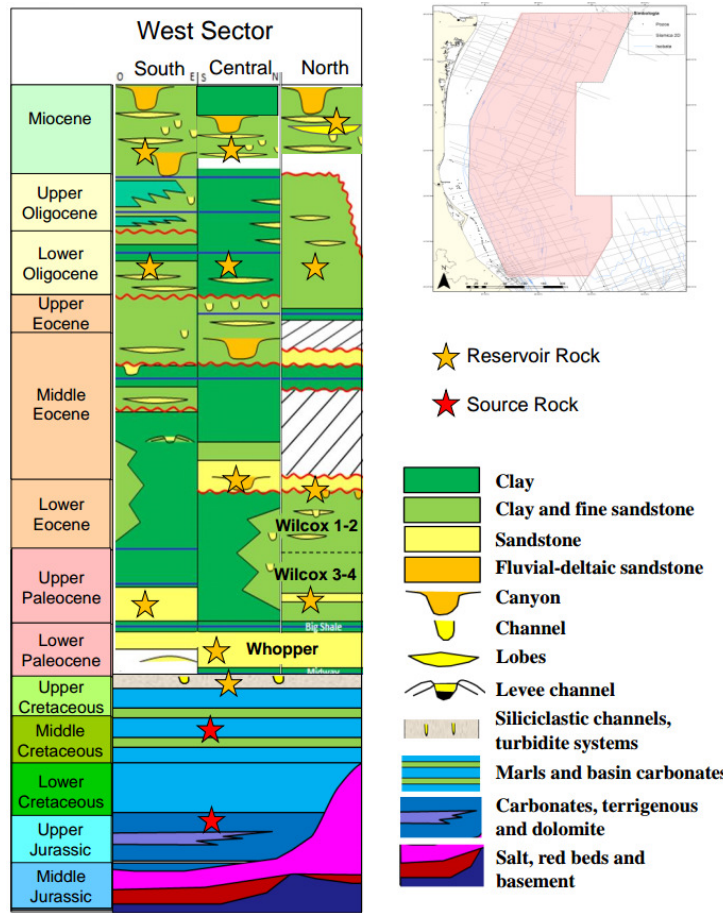 West Sector
South
Central
North
O
E
S
N
Miocene
Upper
Oligocene
Lower
Oligocene
Upper
Eocene
Middle
Eocene
Lower
Eocene
Wilcox 1-2
Upper
Paleocene
Wilcox 3-4
Big Shale
Lower
Paleocene
Whopper
Midway
Upper
Cretaceous
Middle
Cretaceous
Lower
Cretaceous
Upper
Jurassic
Middle
Jurassic
N
Reservoir Rock
Source Rock
Clay
Clay and fine sandstone
Sandstone
Fluvial-deltaic sandstone
Canyon
Channel
Lobes
Levee channel
Siliciclastic channels,
turbidite systems
Marls and basin carbonates
Carbonates, terrigenous
and dolomite
Salt, red beds and
basement